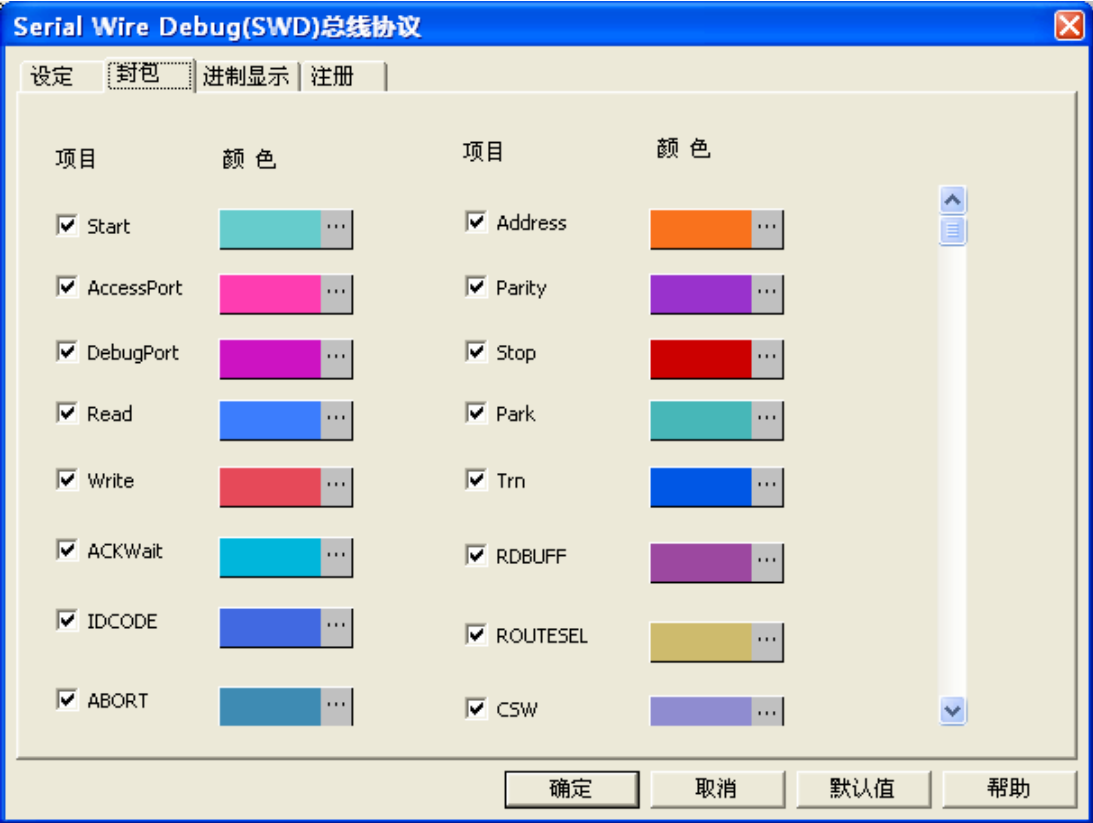 Serial Wire Debug(SWD)总线协议
设定 封包 进制显示 注册
项目 颜 色 项目 颜 色
Start ... Address ...
AccessPort ... Parity ...
DebugPort ... Stop ...
Read ... Park ...
Write ... Trn ...
ACKWait ... RDBUFF ...
IDCODE ... ROUTESEL ...
ABORT ... CSW ...
确定 取消 默认值 帮助